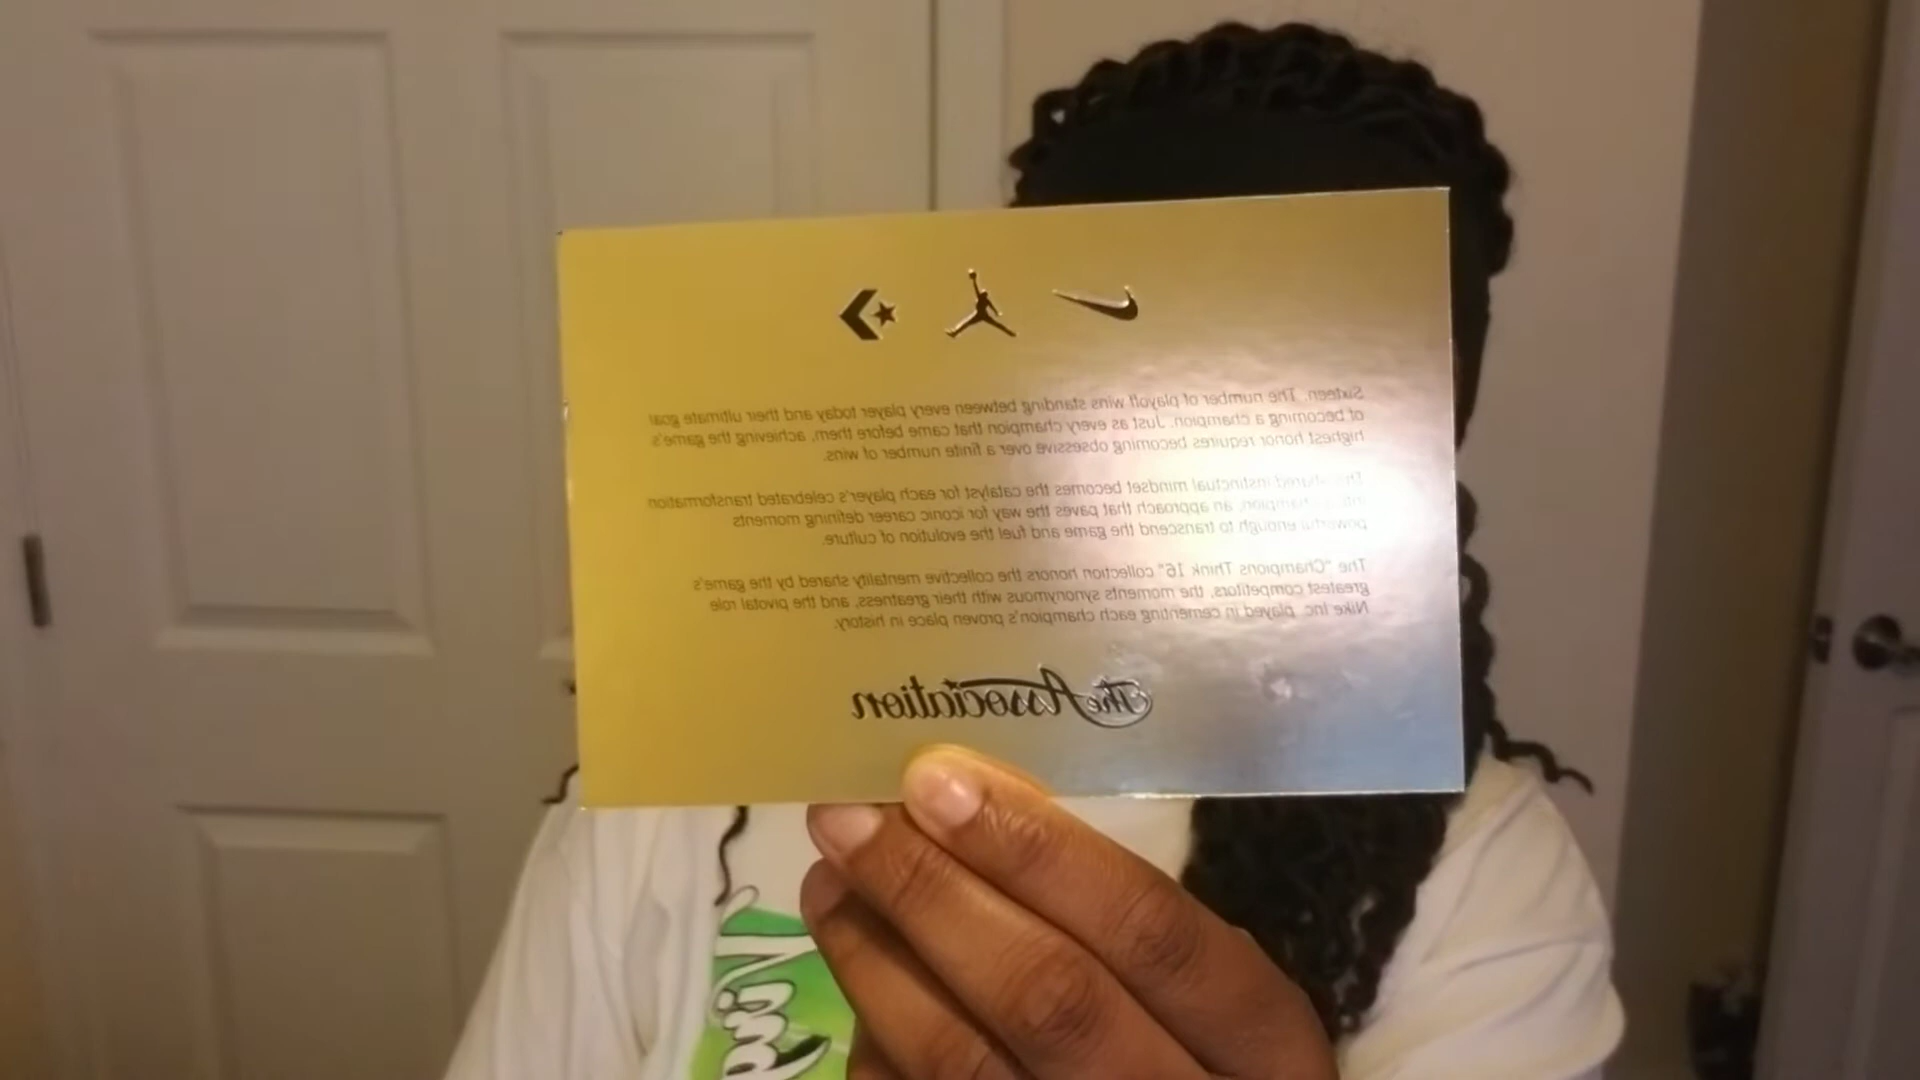 Sixteen. The number of playoff wins standing between every player today and their ultimate goal
of becoming a champion. Just as every champion that came before them, achieving the game's
highest honor requires becoming obsessive over a finite number of wins.
This shared instinctual mindset becomes the catalyst for each player's celebrated transformation
into a champion, an approach that paves the way for iconic career defining moments
powerful enough to transcend the game and fuel the evolution of culture.
The "Champions Think 16" collection honors the collective mentality shared by the game's
greatest competitors, the moments synonymous with their greatness, and the pivotal role
Nike Inc. played in cementing each champion's proven place in history.
The Association